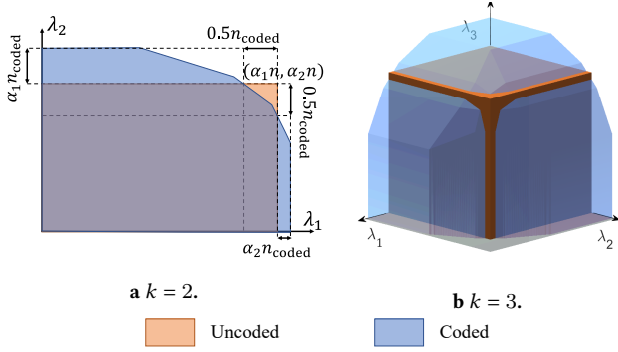 λ₂
0.5n_coded
(α₁n, α₂n)
α₁n_coded
0.5n_coded
λ₁
α₂n_coded
λ₃
λ₁
λ₂
a k = 2.
b k = 3.
Uncoded
Coded